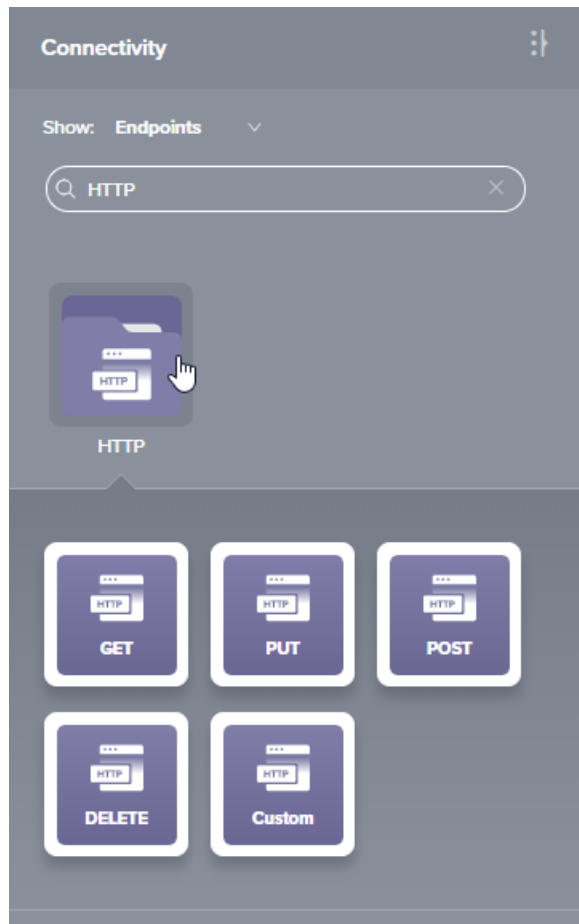 Connectivity
Show: Endpoints
HTTP
HTTP
HTTP
HTTP HTTP HTTP
GET PUT POST
HTTP HTTP
DELETE Custom